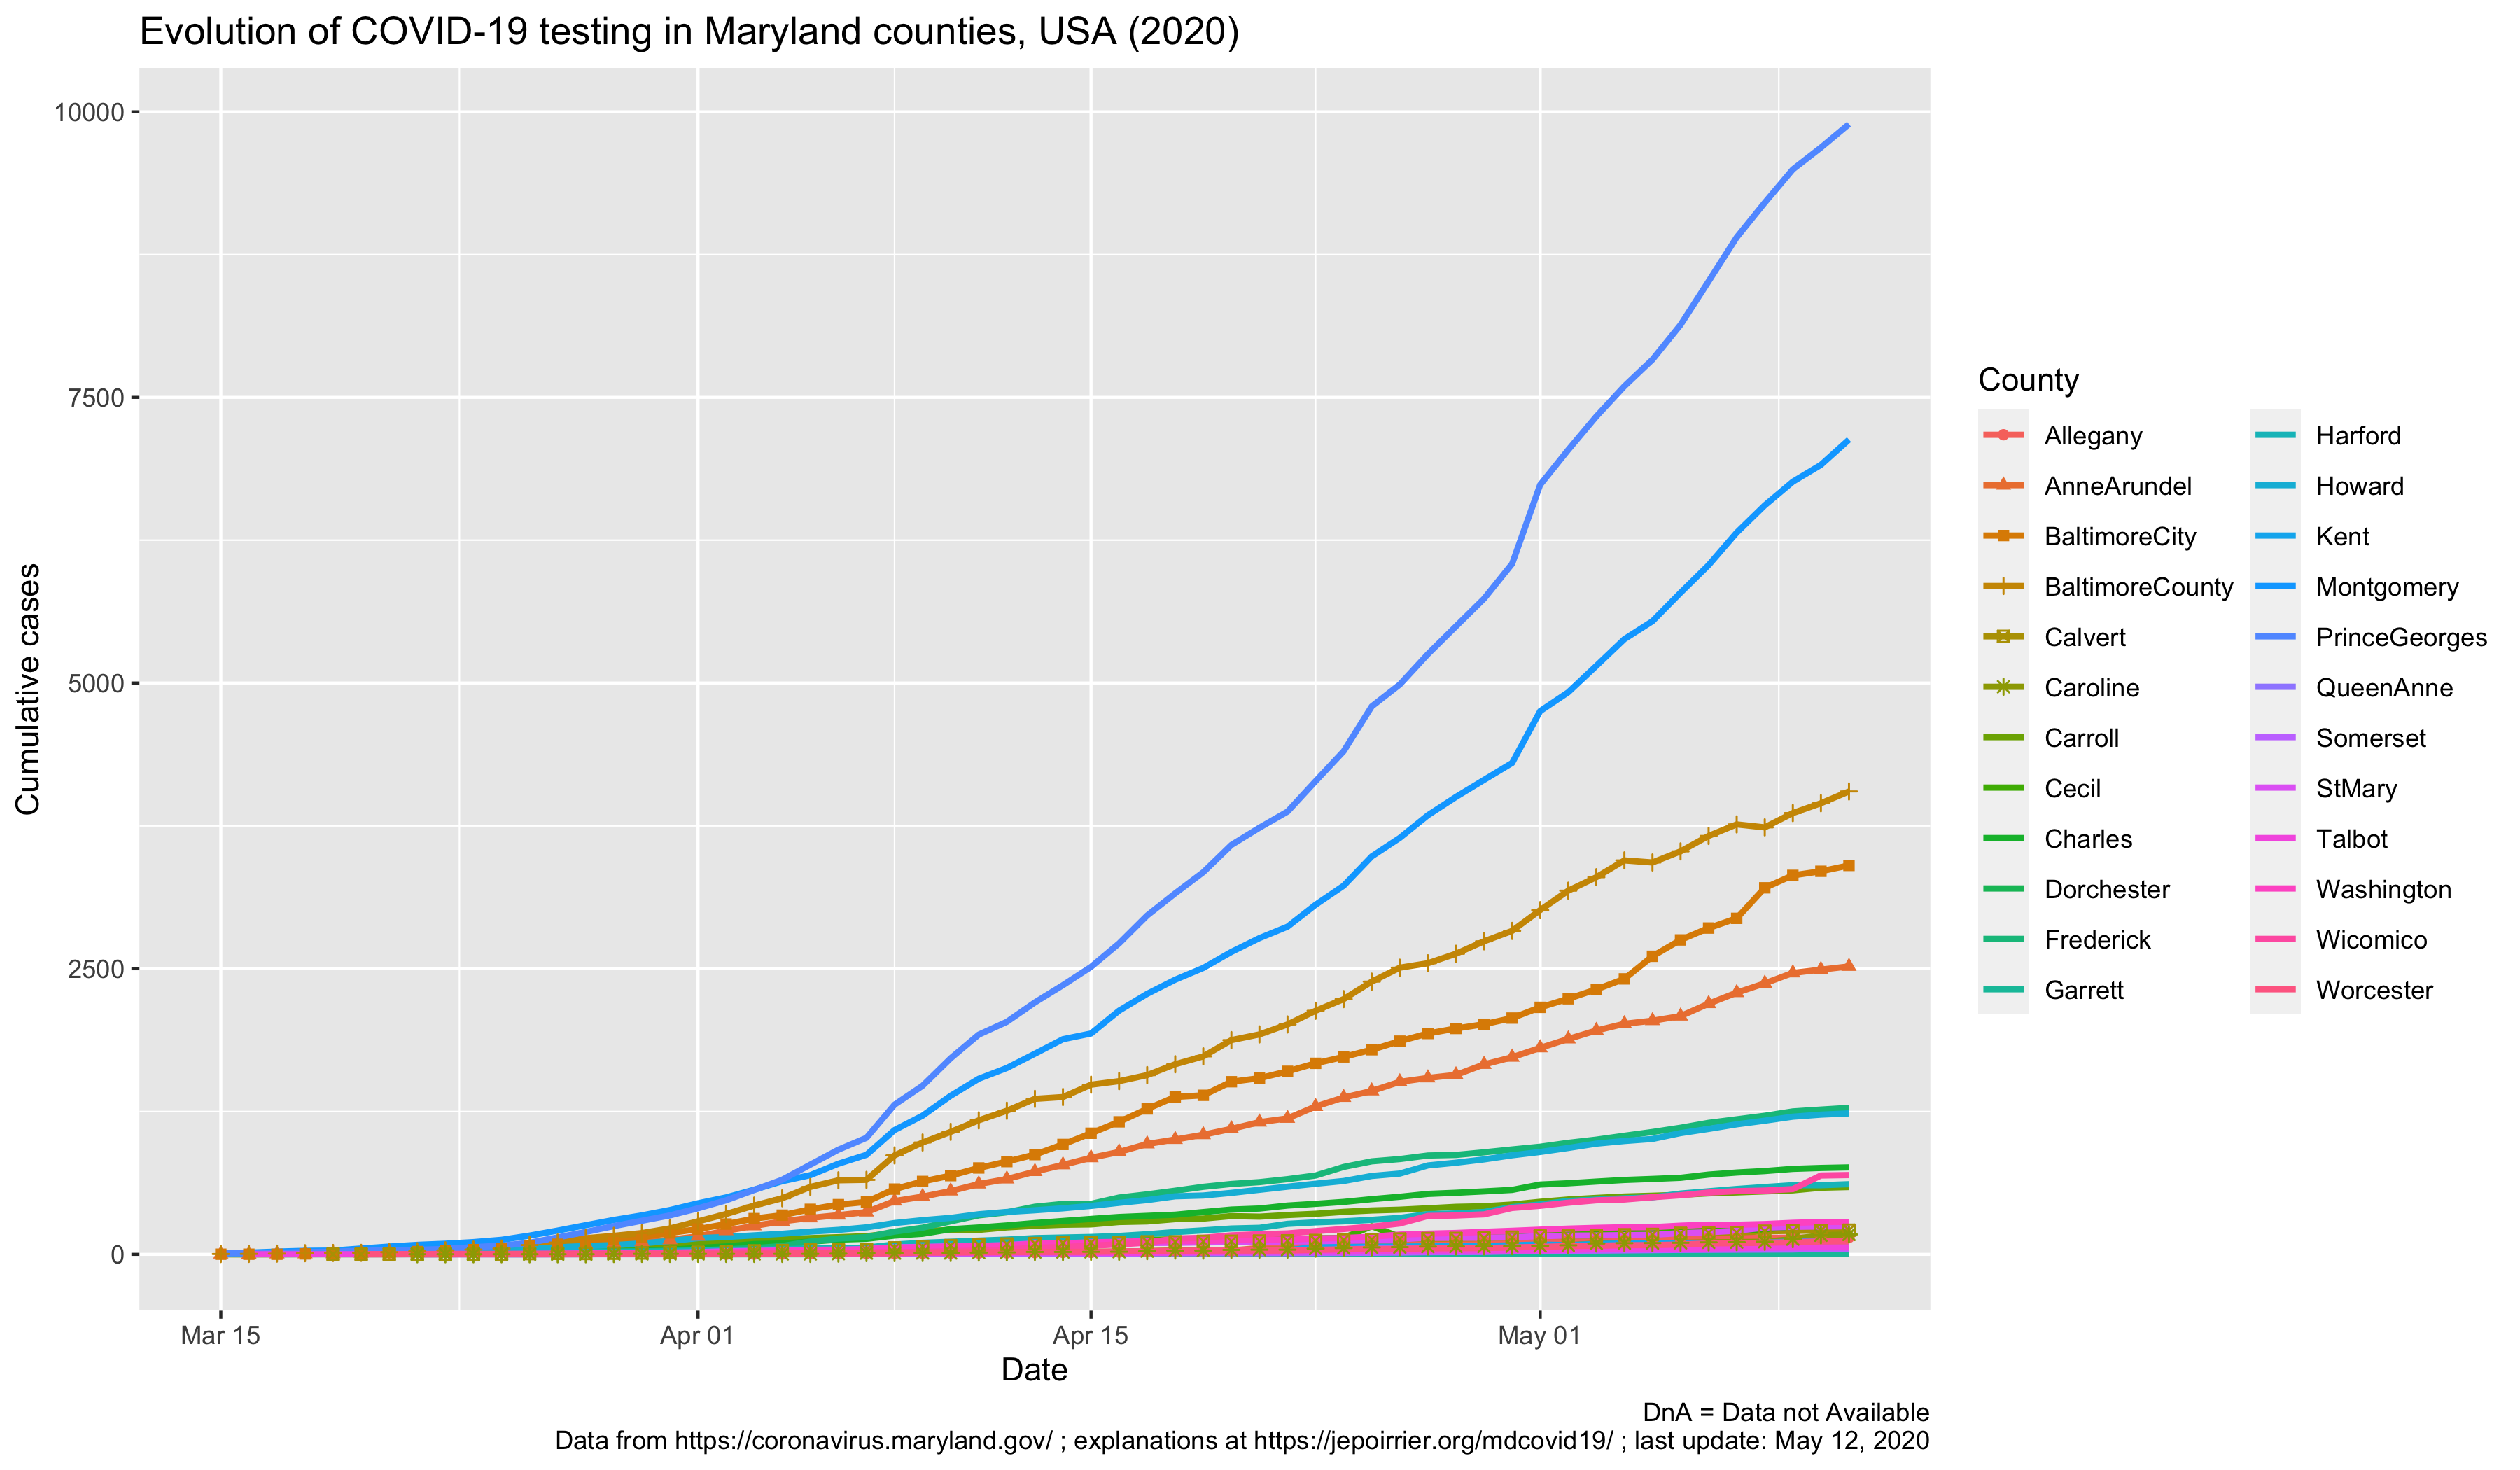 Evolution of COVID-19 testing in Maryland counties, USA (2020)
10000
7500
5000
2500
0
Cumulative cases
Mar 15
Apr 01
Apr 15
May 01
Date
County
Allegany
AnneArundel
BaltimoreCity
BaltimoreCounty
Calvert
Caroline
Carroll
Cecil
Charles
Dorchester
Frederick
Garrett
Harford
Howard
Kent
Montgomery
PrinceGeorges
QueenAnne
Somerset
StMary
Talbot
Washington
Wicomico
Worcester
DnA = Data not Available
Data from https://coronavirus.maryland.gov/ ; explanations at https://jepoirrier.org/mdcovid19/ ; last update: May 12, 2020